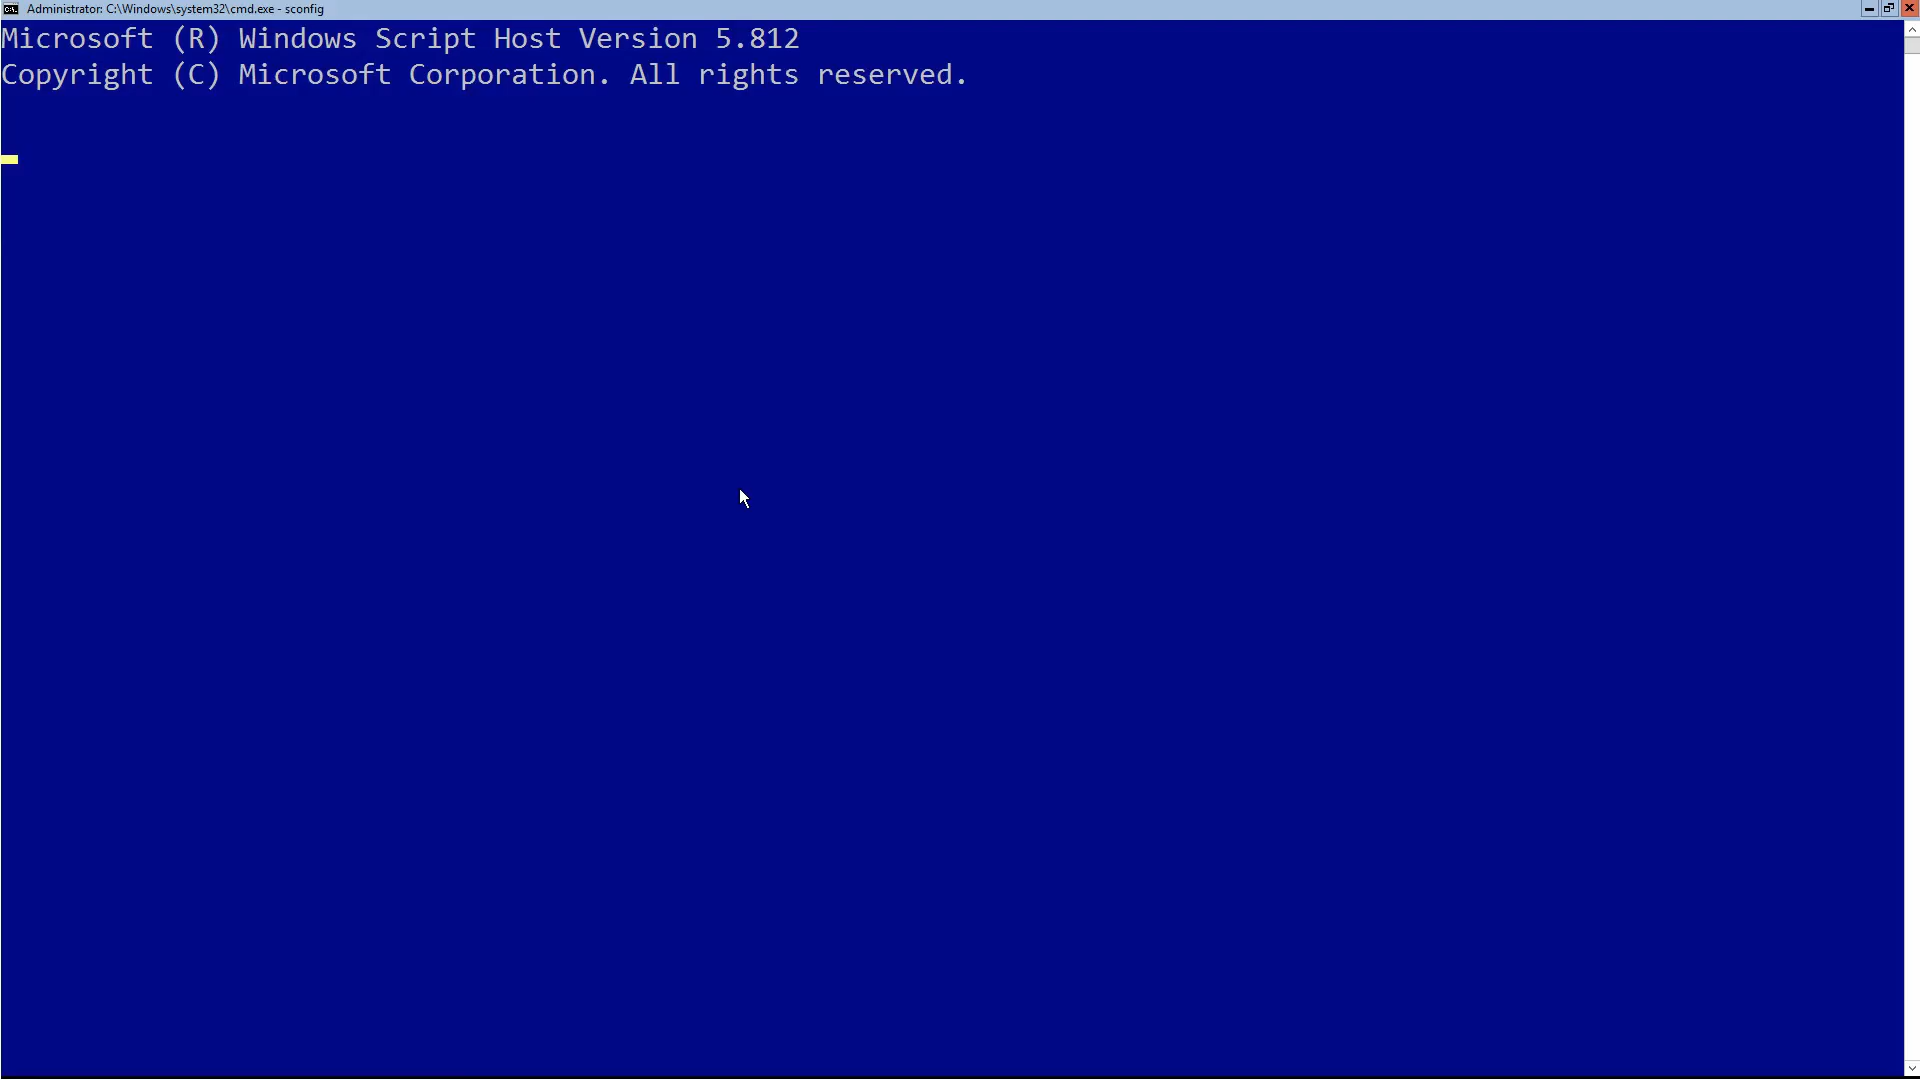 Administrator: C:\Windows\system32\cmd.exe - sconfig
Microsoft (R) Windows Script Host Version 5.812
Copyright (C) Microsoft Corporation. All rights reserved.